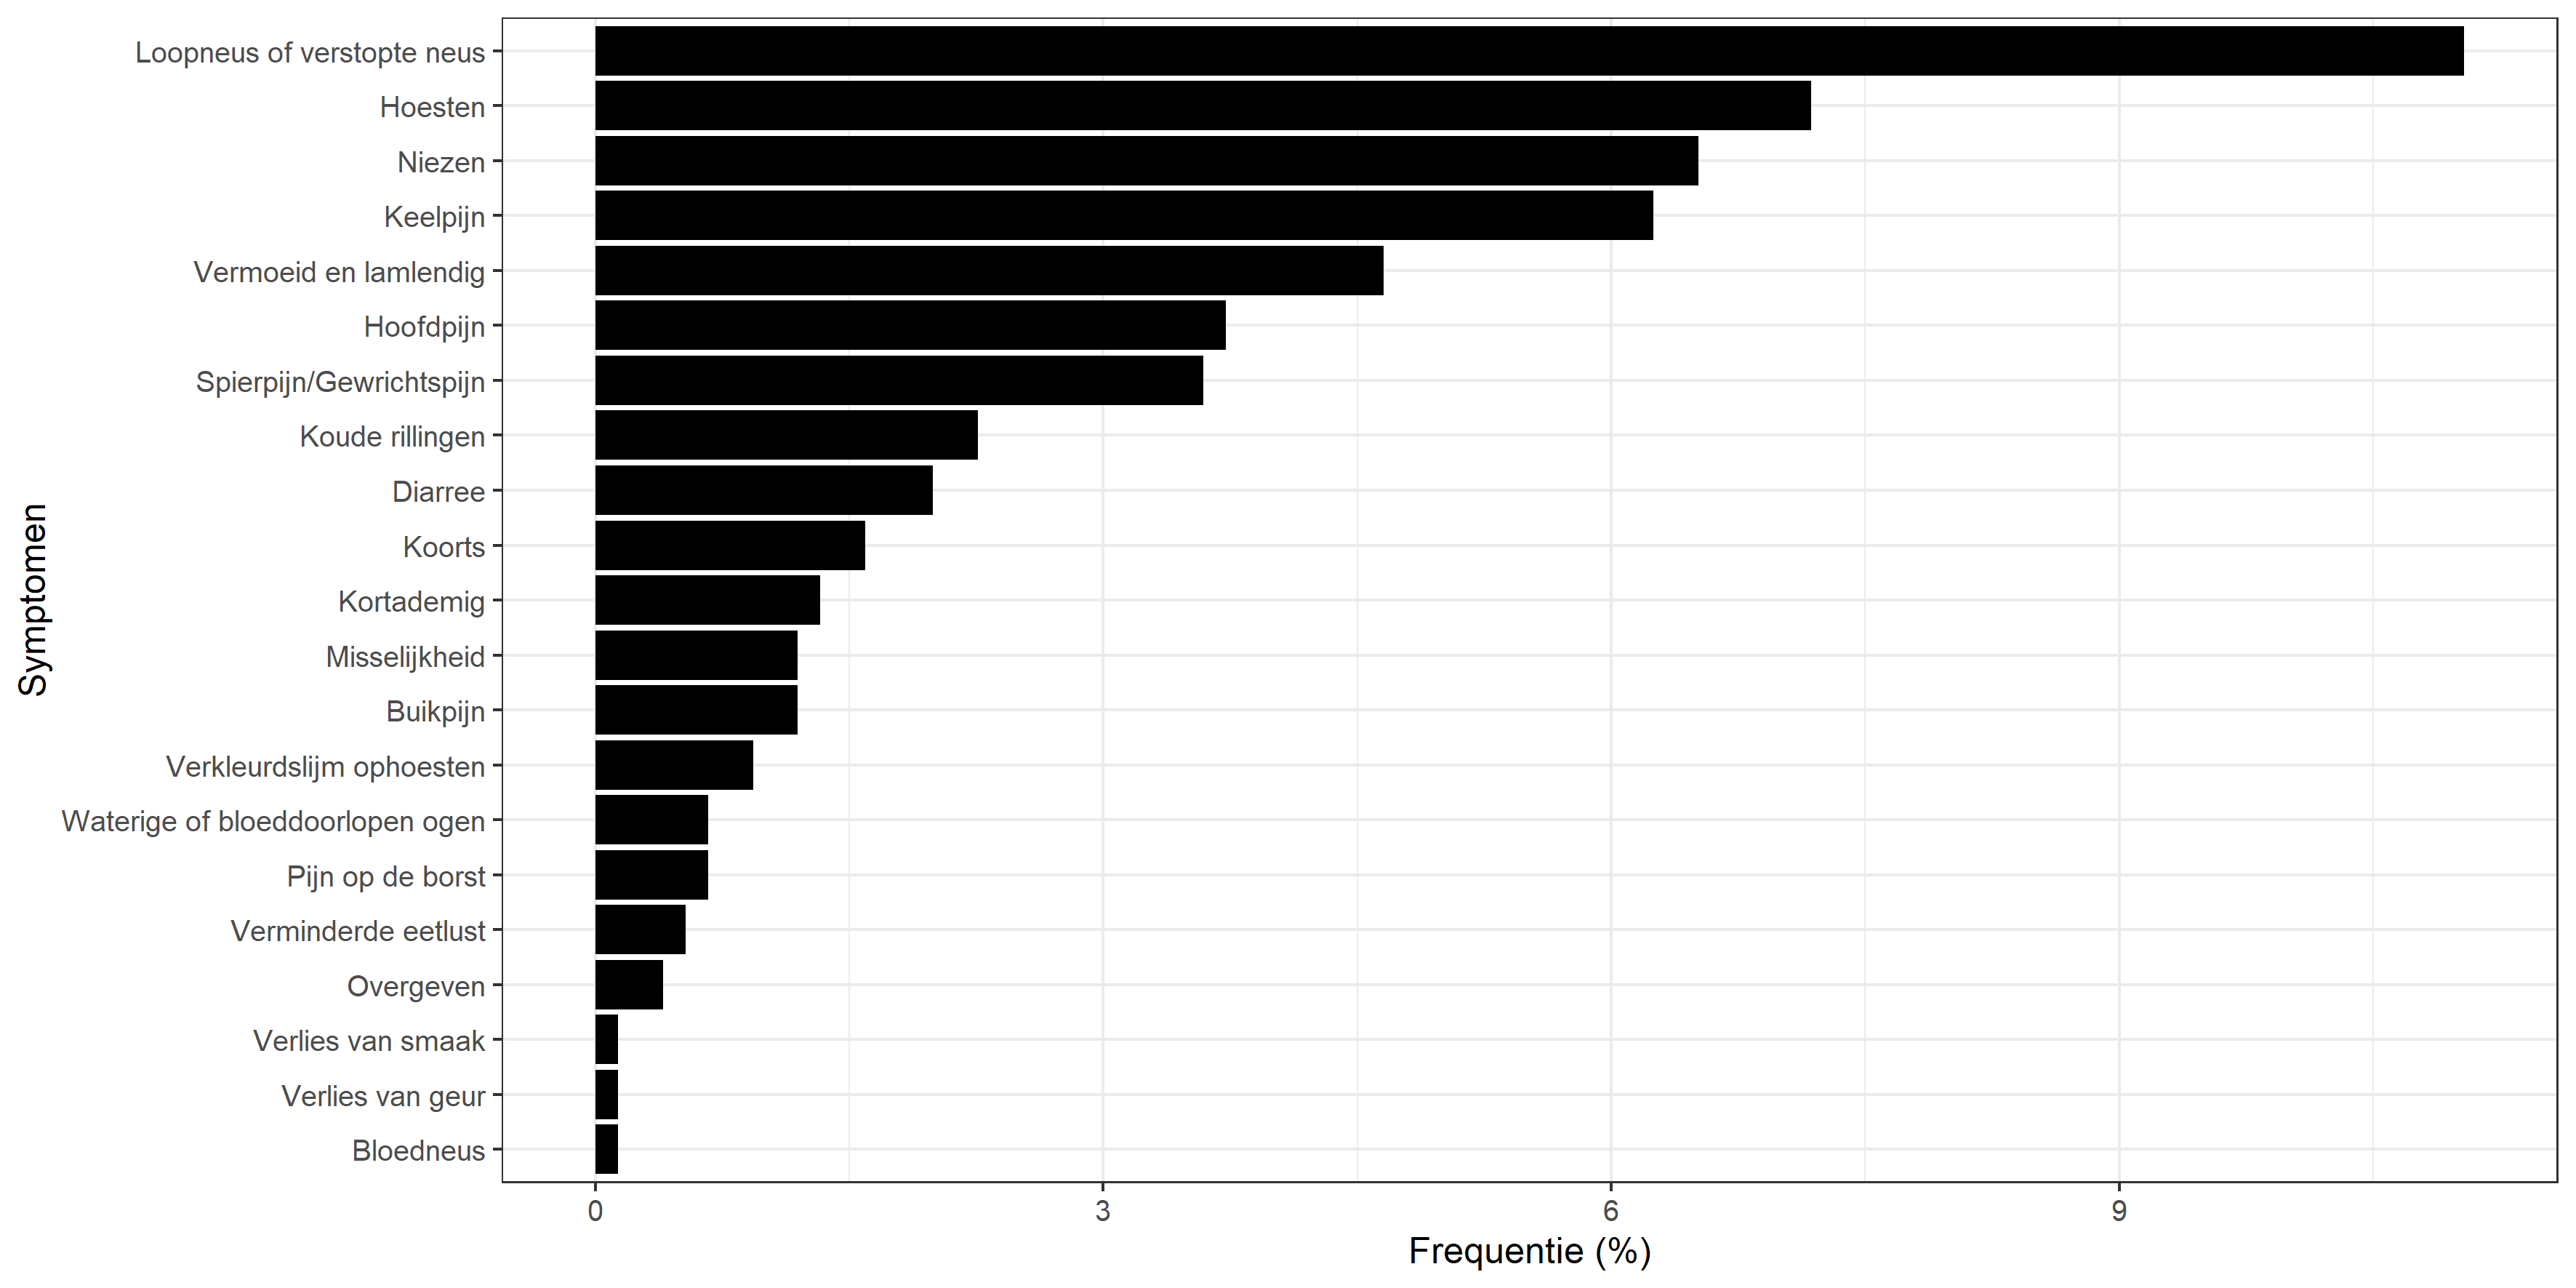 Loopneus of verstopte neus
Hoesten
Niezen
Keelpijn
Vermoeid en lamlendig
Hoofdpijn
Spierpijn/Gewrichtspijn
Koude rillingen
Diarree
Koorts
Kortademig
Misselijkheid
Buikpijn
Verkleurdslijm ophoesten
Waterige of bloeddoorlopen ogen
Pijn op de borst
Verminderde eetlust
Overgeven
Verlies van smaak
Verlies van geur
Bloedneus
Symptomen
0 3 6 9
Frequentie (%)